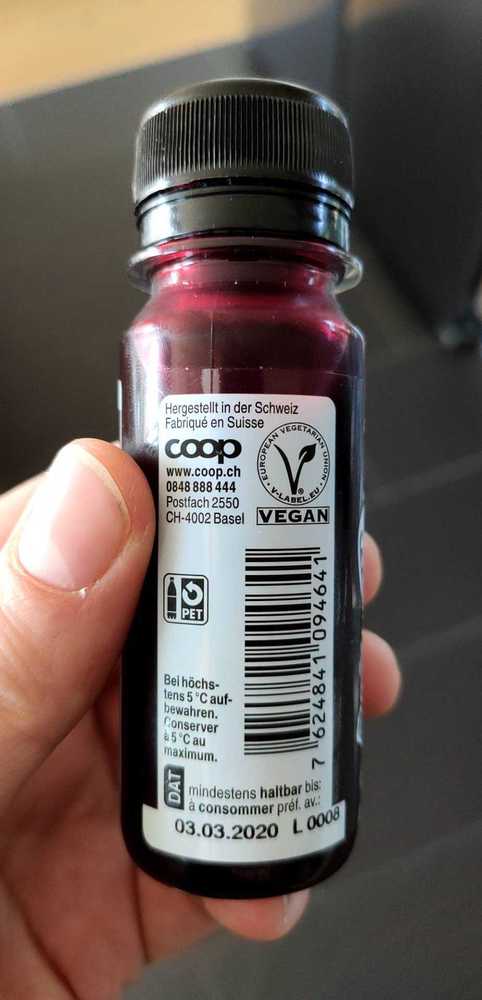 Hergestellt in der Schweiz
Fabriqué en Suisse
coop
www.coop.ch
0848 888 444
Postfach 2550
CH-4002 Basel
EUROPEAN VEGETARIAN UNION
V-LABEL.EU
VEGAN
PET
7 624841 094641
Bei höchs-
tens 5 °C auf-
bewahren.
Conserver
à 5 °C au
maximum.
DAT
mindestens haltbar bis:
à consommer préf. av.:
03.03.2020 L 0008